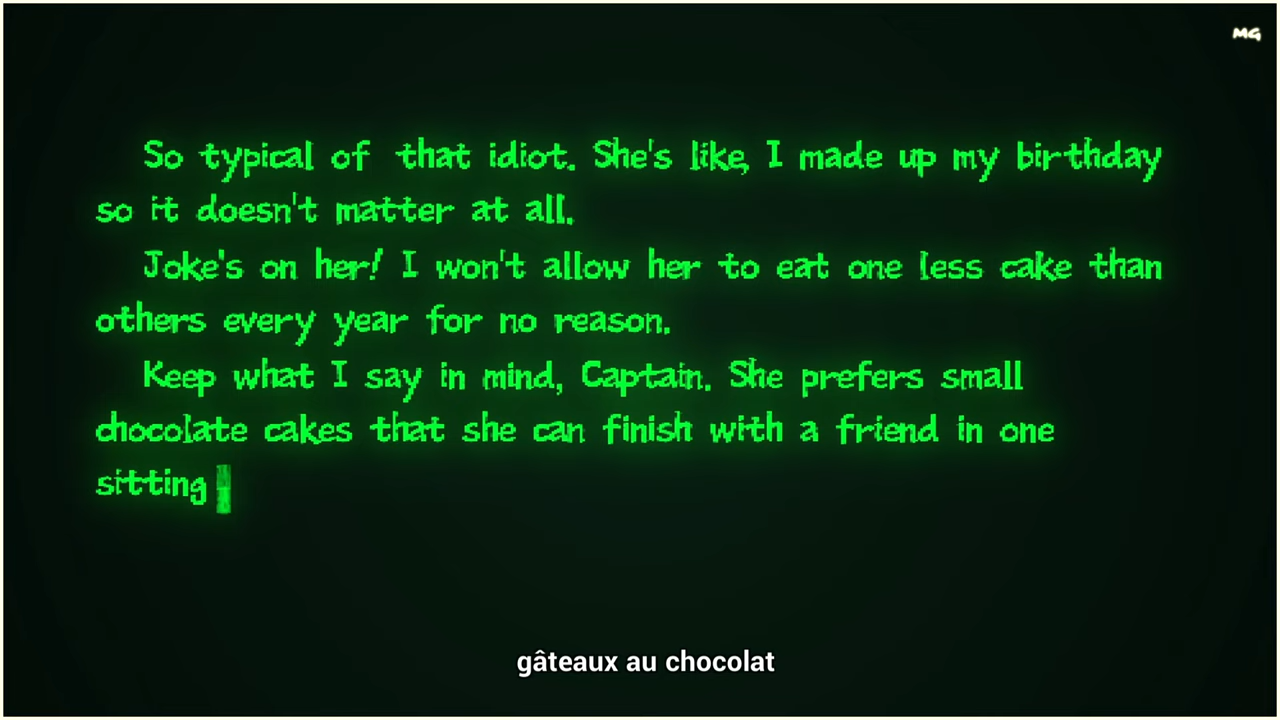 MG
So typical of that idiot. She's like, I made up my birthday
so it doesn't matter at all.
Joke's on her! I won't allow her to eat one less cake than
others every year for no reason.
Keep what I say in mind, Captain. She prefers small
chocolate cakes that she can finish with a friend in one
sitting
gâteaux au chocolat